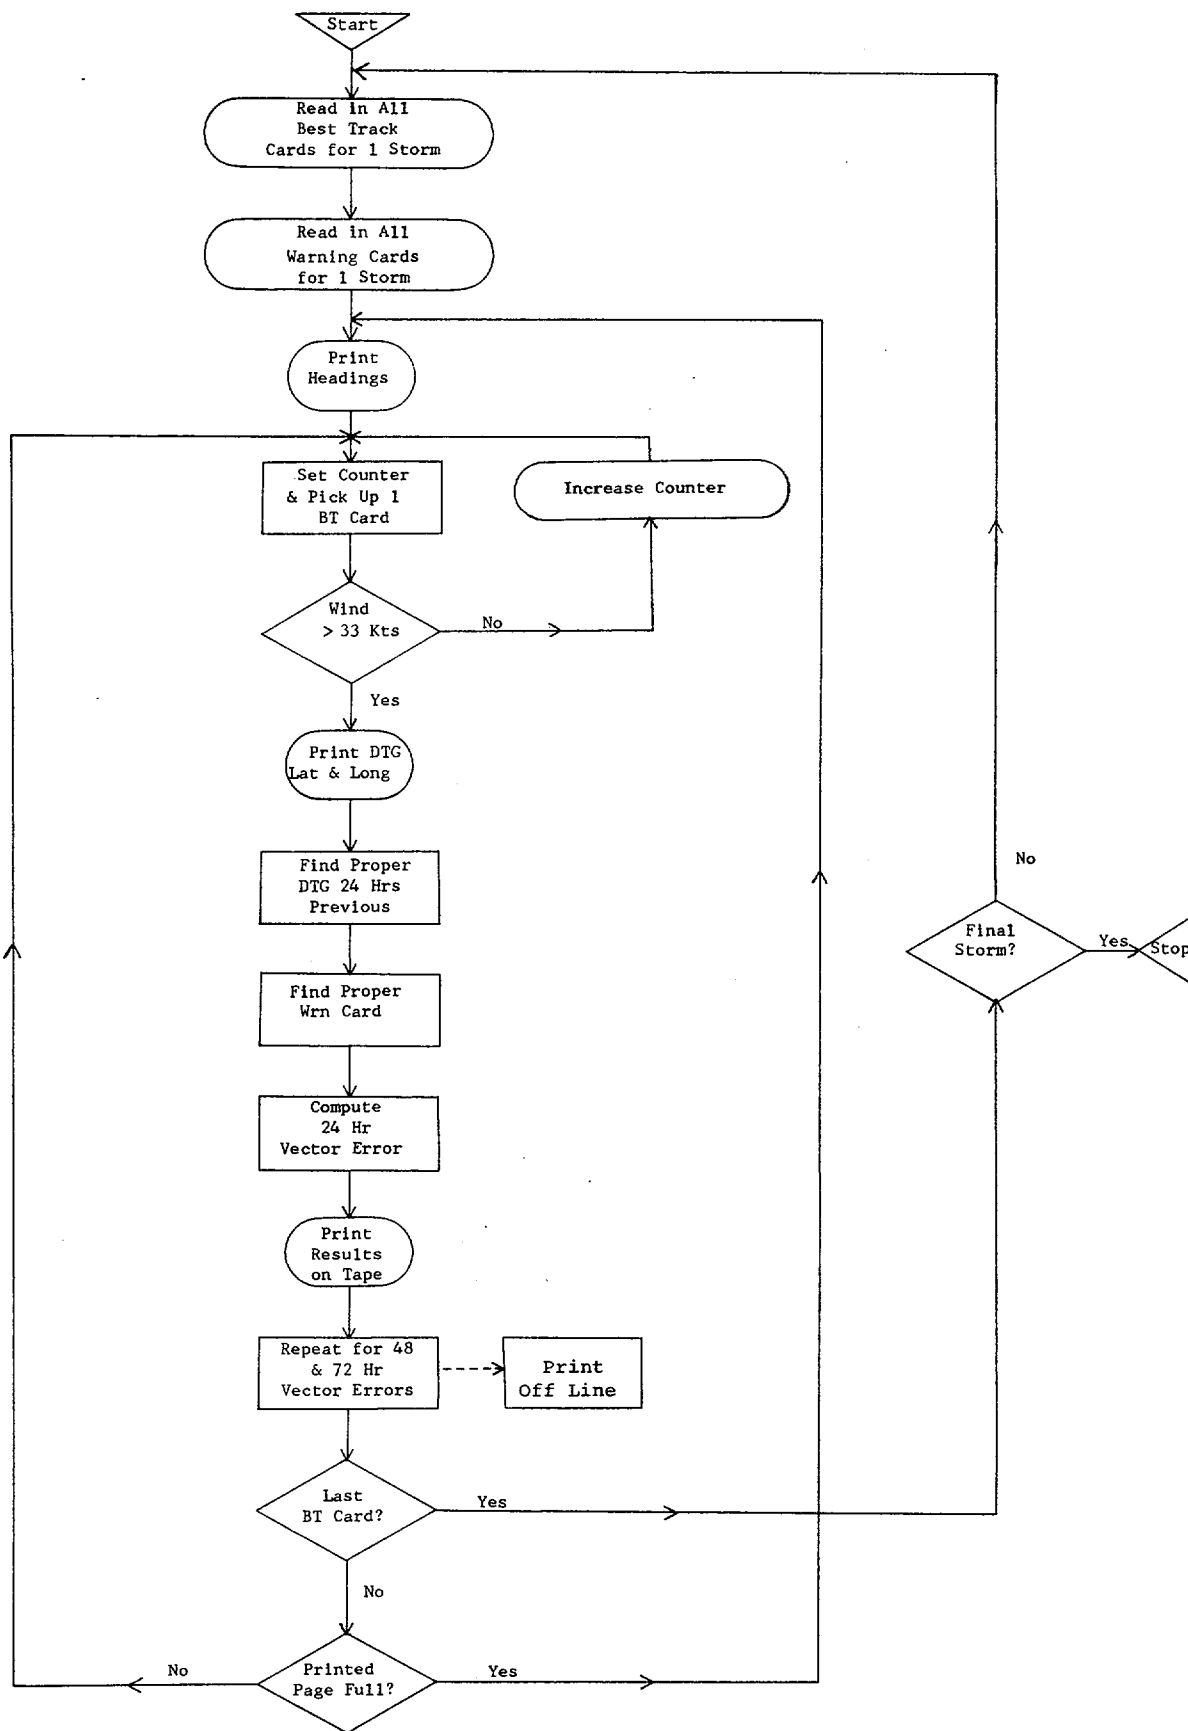 Start
Read in All
Best Track
Cards for 1 Storm
Read in All
Warning Cards
for 1 Storm
Print
Headings
Set Counter
& Pick Up 1
BT Card
Increase Counter
Wind
> 33 Kts
No
Yes
Print DTG
Lat & Long
Find Proper
DTG 24 Hrs
Previous
No
Final
Storm?
Yes
Stop
Find Proper
Wrn Card
Compute
24 Hr
Vector Error
Print
Results
on Tape
Repeat for 48
& 72 Hr
Vector Errors
Print
Off Line
Last
BT Card?
Yes
No
Printed
Page Full?
No
Yes